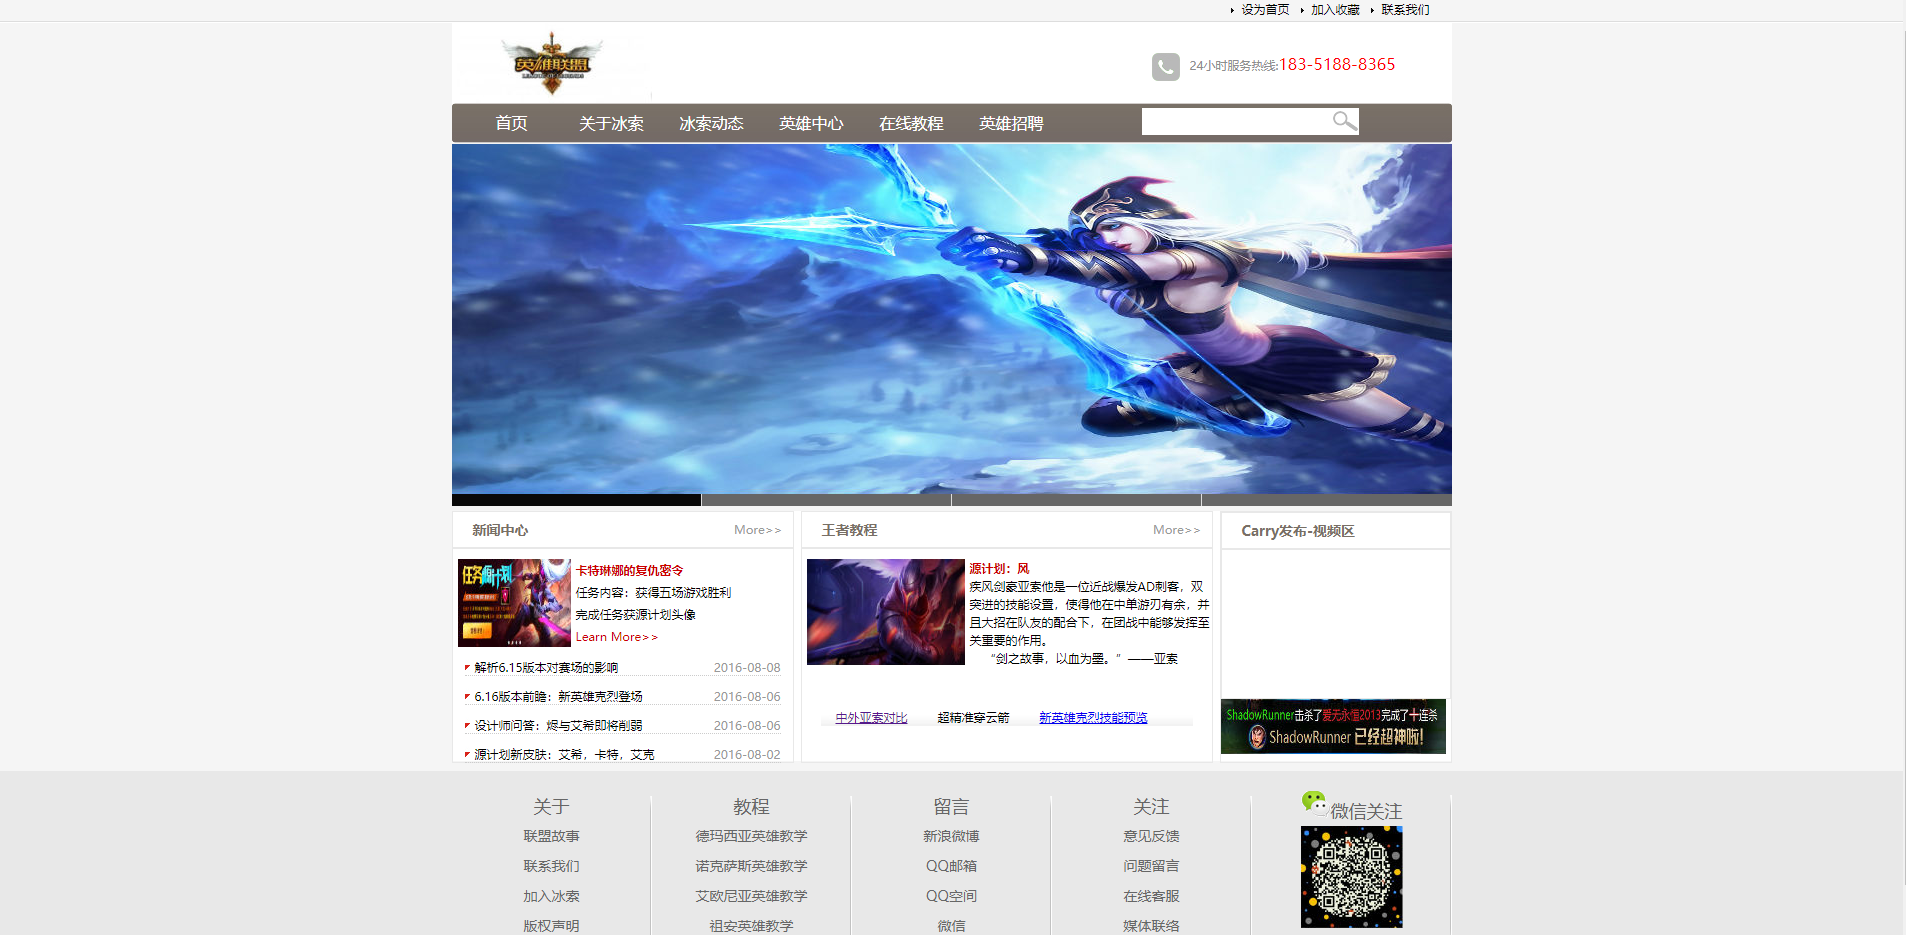 设为首页 加入收藏 联系我们
英雄联盟
24小时服务热线:183-5188-8365
首页 关于冰索 冰索动态 英雄中心 在线教程 英雄招聘
新闻中心 More>>
任务源计划
卡特琳娜的复仇密令
任务内容：获得五场游戏胜利
完成任务获源计划头像
Learn More>>
解析6.15版本对赛场的影响 2016-08-08
6.16版本前瞻：新英雄克烈登场 2016-08-06
设计师问答：烬与艾希即将削弱 2016-08-06
源计划新皮肤：艾希，卡特，艾克 2016-08-02
王者教程 More>>
源计划：风
疾风剑豪亚索他是一位近战爆发AD刺客，双
突进的技能设置，使得他在中单游刃有余，并
且大招在队友的配合下，在团战中能够发挥至
关重要的作用。
“剑之故事，以血为墨。”——亚索
中外亚索对比 超精准穿云箭 新英雄克烈技能预览
Carry发布-视频区
ShadowRunner击杀了爱无永恒2013完成了十连杀
ShadowRunner 已经超神啦!
关于
联盟故事
联系我们
加入冰索
版权声明
教程
德玛西亚英雄教学
诺克萨斯英雄教学
艾欧尼亚英雄教学
祖安英雄教学
留言
新浪微博
QQ邮箱
QQ空间
微信
关注
意见反馈
问题留言
在线客服
媒体联络
微信关注